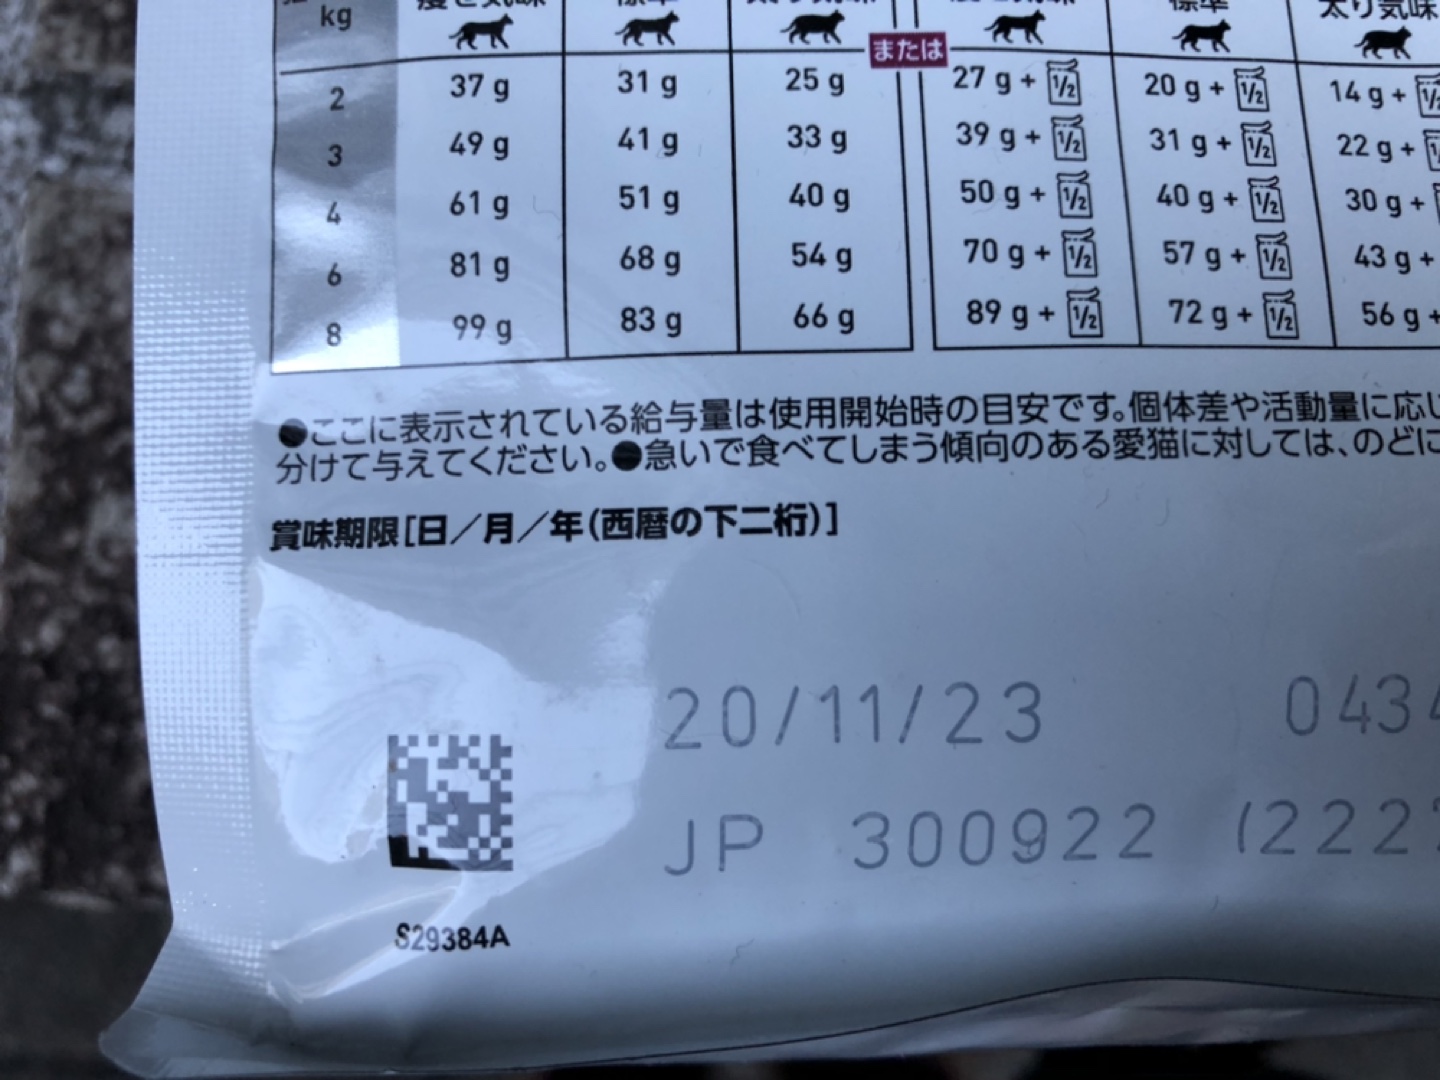 kg
または
2 37 g 31 g 25 g 27 g + 1/2 20 g + 1/2 14 g +
3 49 g 41 g 33 g 39 g + 1/2 31 g + 1/2 22 g +
4 61 g 51 g 40 g 50 g + 1/2 40 g + 1/2 30 g +
6 81 g 68 g 54 g 70 g + 1/2 57 g + 1/2 43 g +
8 99 g 83 g 66 g 89 g + 1/2 72 g + 1/2 56 g +
●ここに表示されている給与量は使用開始時の目安です。個体差や活動量に応じ
分けて与えてください。●急いで食べてしまう傾向のある愛猫に対しては、のどに
賞味期限[日／月／年(西暦の下二桁)]
20/11/23 0434
JP 300922 (222
S29384A